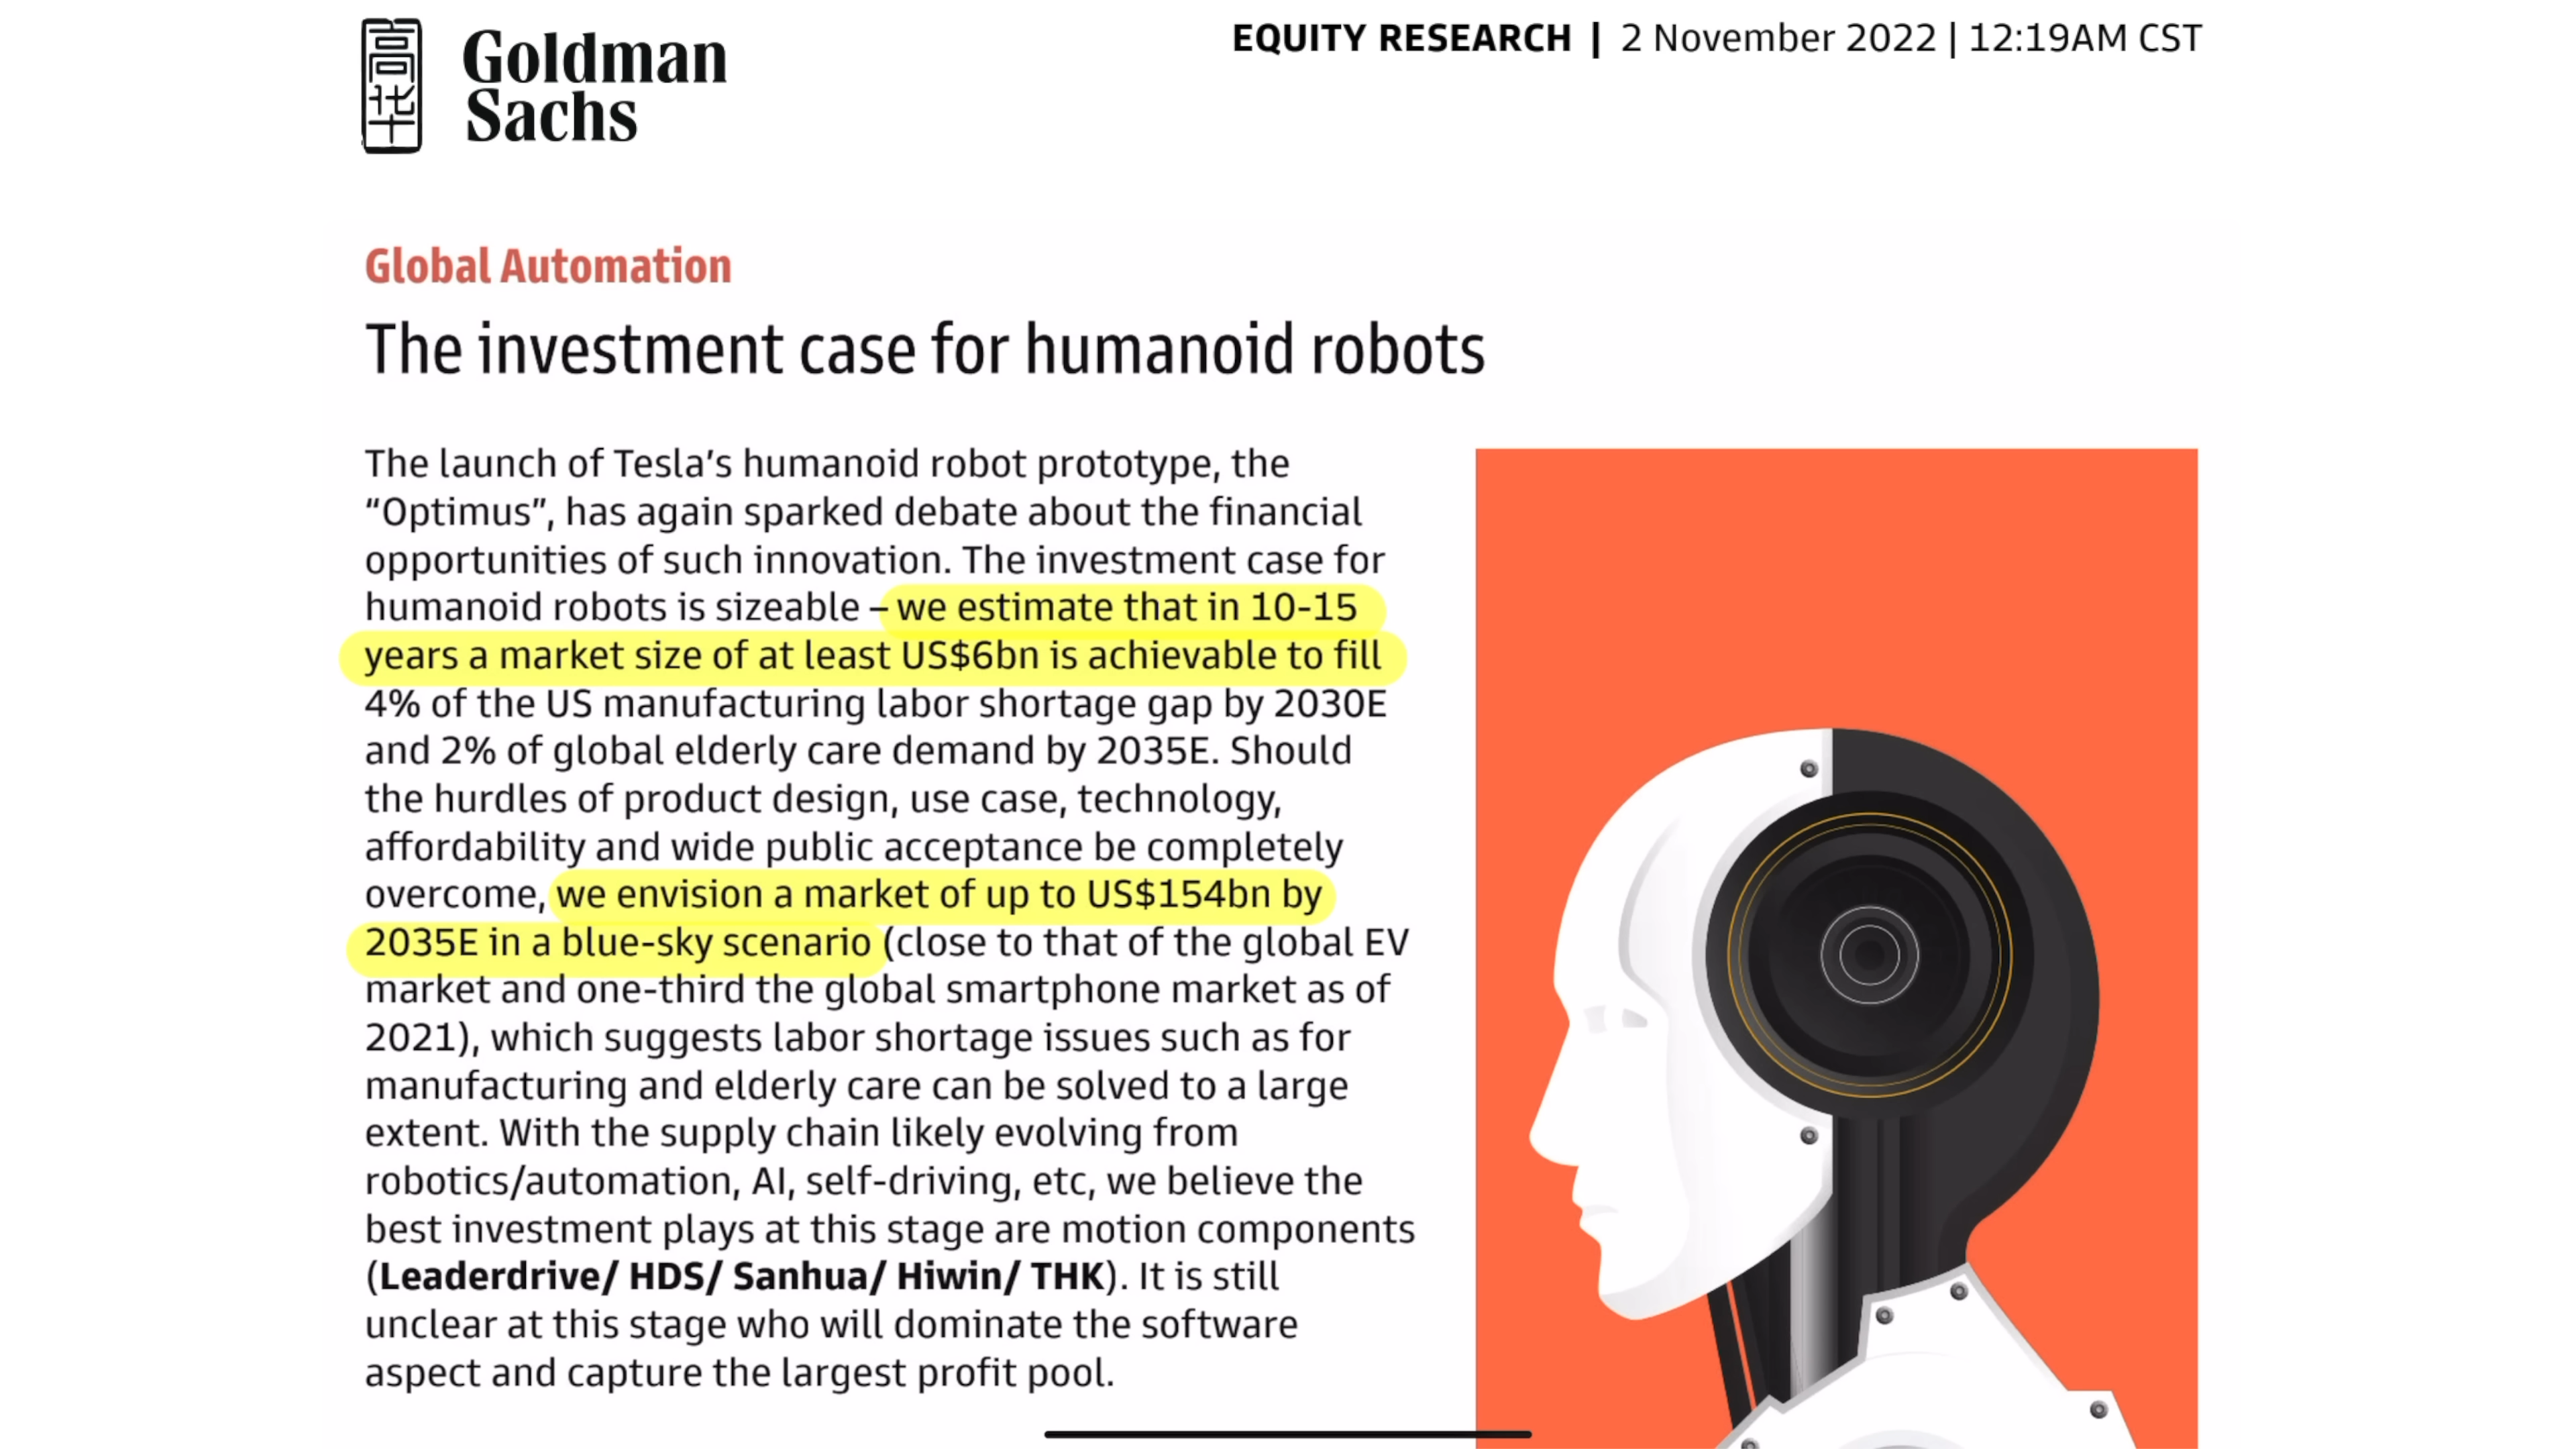 高华
Goldman
Sachs
EQUITY RESEARCH | 2 November 2022 | 12:19AM CST
Global Automation
The investment case for humanoid robots
The launch of Tesla’s humanoid robot prototype, the
“Optimus”, has again sparked debate about the financial
opportunities of such innovation. The investment case for
humanoid robots is sizeable – we estimate that in 10-15
years a market size of at least US$6bn is achievable to fill
4% of the US manufacturing labor shortage gap by 2030E
and 2% of global elderly care demand by 2035E. Should
the hurdles of product design, use case, technology,
affordability and wide public acceptance be completely
overcome, we envision a market of up to US$154bn by
2035E in a blue-sky scenario (close to that of the global EV
market and one-third the global smartphone market as of
2021), which suggests labor shortage issues such as for
manufacturing and elderly care can be solved to a large
extent. With the supply chain likely evolving from
robotics/automation, AI, self-driving, etc, we believe the
best investment plays at this stage are motion components
(Leaderdrive/ HDS/ Sanhua/ Hiwin/ THK). It is still
unclear at this stage who will dominate the software
aspect and capture the largest profit pool.